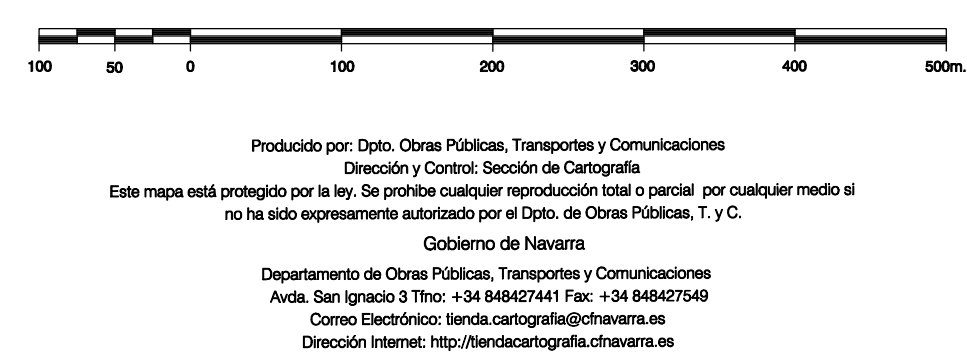 100 50 0 100 200 300 400 500m.
Producido por: Dpto. Obras Públicas, Transportes y Comunicaciones
Dirección y Control: Sección de Cartografía
Este mapa está protegido por la ley. Se prohibe cualquier reproducción total o parcial por cualquier medio si
no ha sido expresamente autorizado por el Dpto. de Obras Públicas, T. y C.
Gobierno de Navarra
Departamento de Obras Públicas, Transportes y Comunicaciones
Avda. San Ignacio 3 Tfno: +34 848427441 Fax: +34 848427549
Correo Electrónico: tienda.cartografia@cfnavarra.es
Dirección Internet: http://tiendacartografia.cfnavarra.es